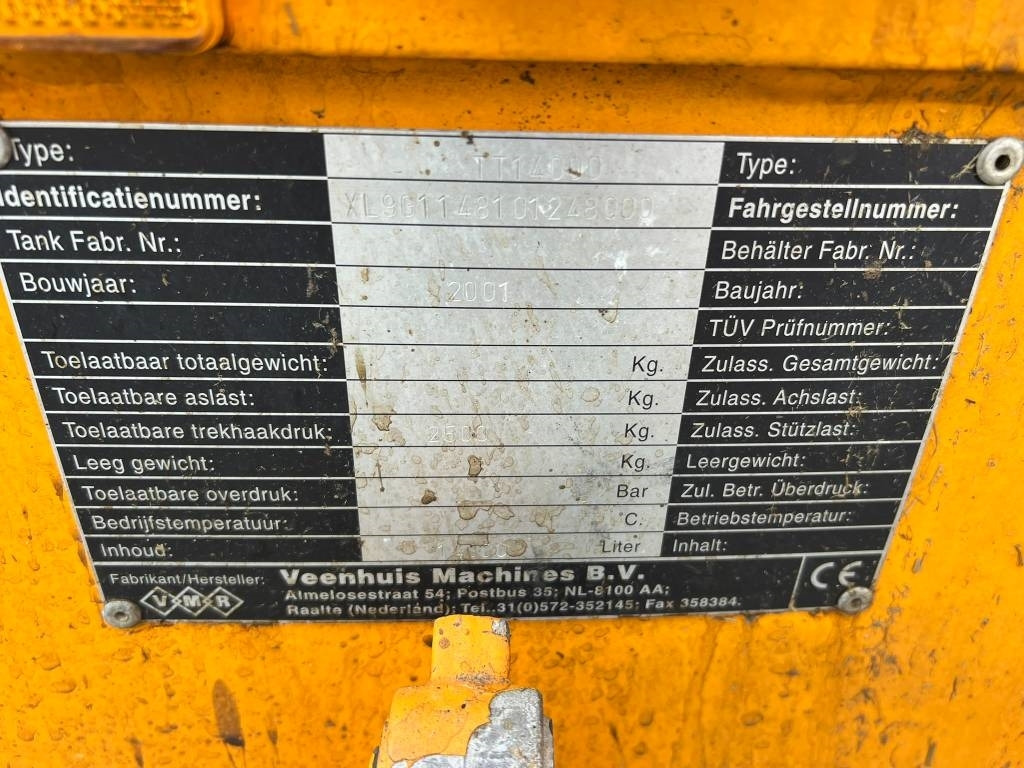 Type: TT14000 Type:
Identificatienummer: XL9G1148101248000 Fahrgestellnummer:
Tank Fabr. Nr.: Behälter Fabr. Nr.:
Bouwjaar: 2001 Baujahr:
TÜV Prüfnummer:
Toelaatbaar totaalgewicht: Kg. Zulass. Gesamtgewicht:
Toelaatbare aslast: Kg. Zulass. Achslast:
Toelaatbare trekhaakdruk: 2500 Kg. Zulass. Stützlast:
Leeg gewicht: Kg. Leergewicht:
Toelaatbare overdruk: Bar Zul. Betr. Überdruck:
Bedrijfstemperatuur: °C. Betriebstemperatur:
Inhoud: Liter Inhalt:
Fabrikant/Hersteller: Veenhuis Machines B.V.
Almelosestraat 54; Postbus 35; NL-8100 AA;
V•M•R Raalte (Nederland); Tel..31(0)572-352145; Fax 358384.
CE